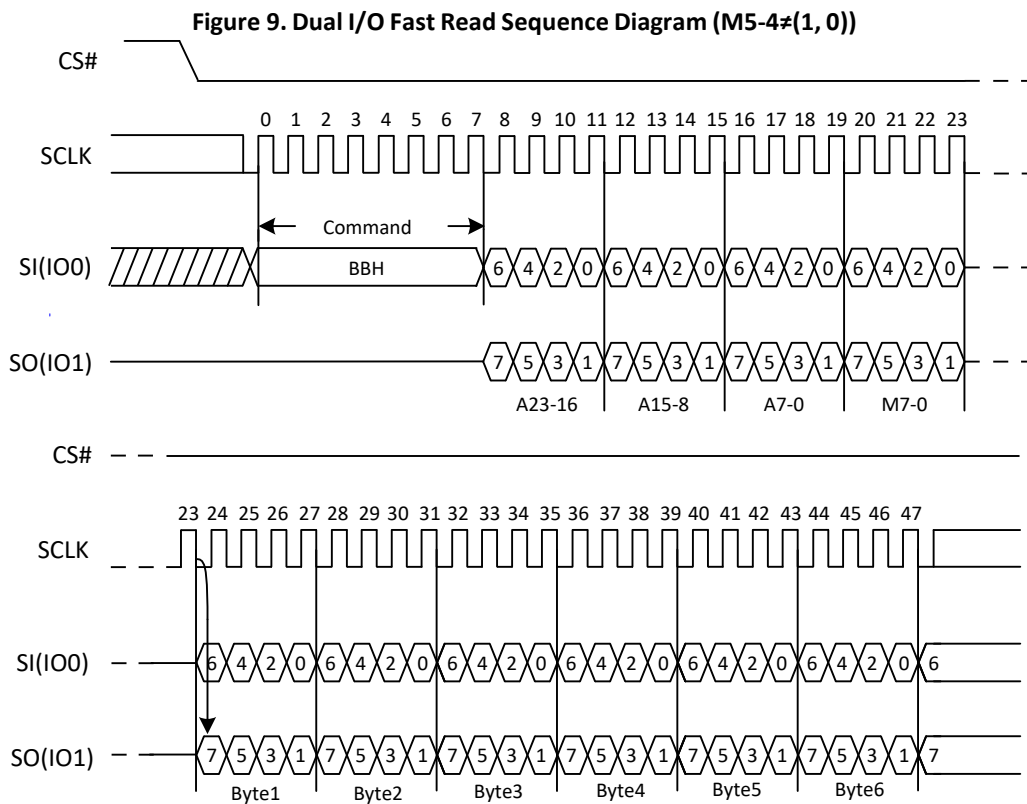 Figure 9. Dual I/O Fast Read Sequence Diagram (M5-4≠(1, 0))
CS#
0 1 2 3 4 5 6 7 8 9 10 11 12 13 14 15 16 17 18 19 20 21 22 23
SCLK
Command
SI(IO0) BBH 6 4 2 0 6 4 2 0 6 4 2 0 6 4 2 0
SO(IO1) 7 5 3 1 7 5 3 1 7 5 3 1 7 5 3 1
A23-16 A15-8 A7-0 M7-0
CS#
23 24 25 26 27 28 29 30 31 32 33 34 35 36 37 38 39 40 41 42 43 44 45 46 47
SCLK
SI(IO0) 6 4 2 0 6 4 2 0 6 4 2 0 6 4 2 0 6 4 2 0 6 4 2 0 6
SO(IO1) 7 5 3 1 7 5 3 1 7 5 3 1 7 5 3 1 7 5 3 1 7 5 3 1 7
Byte1 Byte2 Byte3 Byte4 Byte5 Byte6